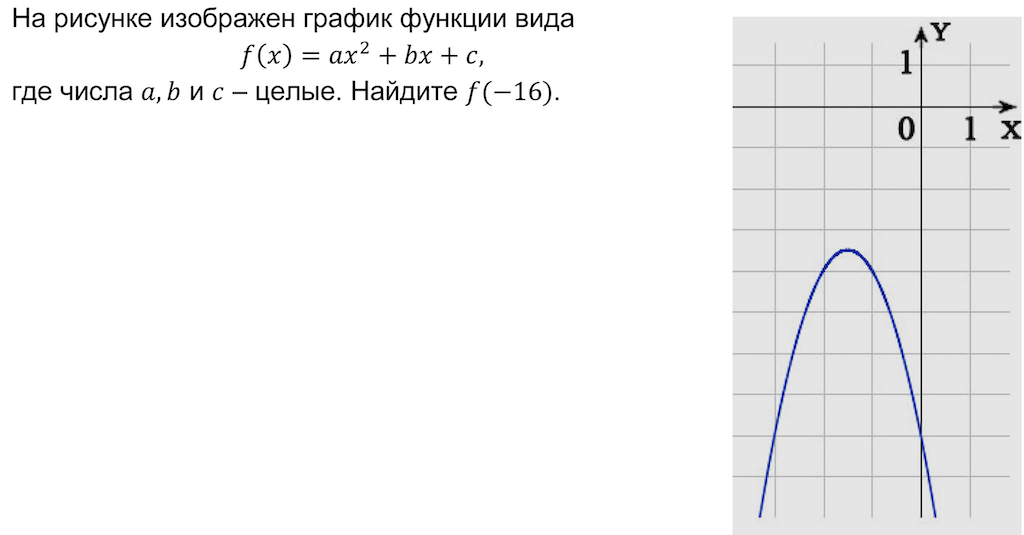 На рисунке изображен график функции вида
f(x) = ax² + bx + c,
где числа a, b и c – целые. Найдите f(−16).
Y
1
0
1
X